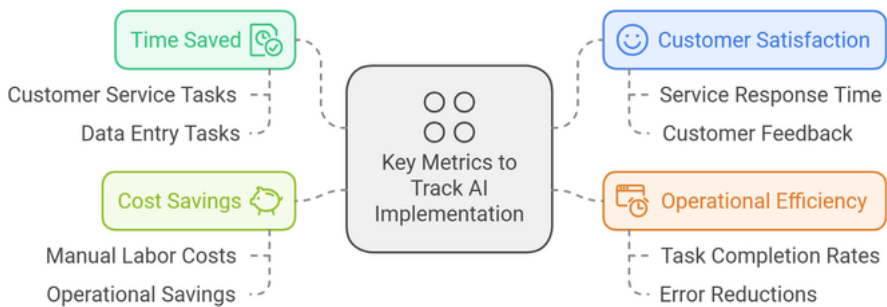 Time Saved
Customer Service Tasks
Data Entry Tasks
Cost Savings
Manual Labor Costs
Operational Savings
Key Metrics to
Track AI
Implementation
Customer Satisfaction
Service Response Time
Customer Feedback
Operational Efficiency
Task Completion Rates
Error Reductions